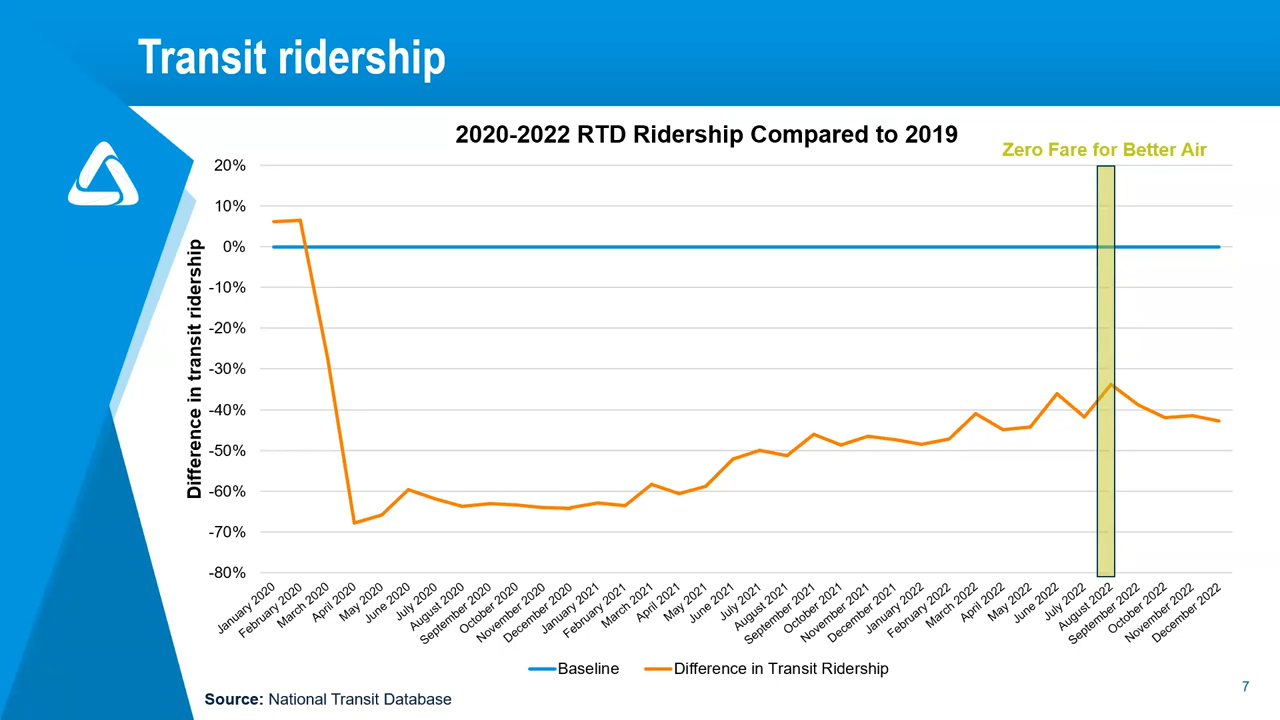 Transit ridership
2020-2022 RTD Ridership Compared to 2019
Zero Fare for Better Air
Difference in transit ridership
20%
10%
0%
-10%
-20%
-30%
-40%
-50%
-60%
-70%
-80%
January 2020
February 2020
March 2020
April 2020
May 2020
June 2020
July 2020
August 2020
September 2020
October 2020
November 2020
December 2020
January 2021
February 2021
March 2021
April 2021
May 2021
June 2021
July 2021
August 2021
September 2021
October 2021
November 2021
December 2021
January 2022
February 2022
March 2022
April 2022
May 2022
June 2022
July 2022
August 2022
September 2022
October 2022
November 2022
December 2022
Baseline
Difference in Transit Ridership
Source: National Transit Database
7